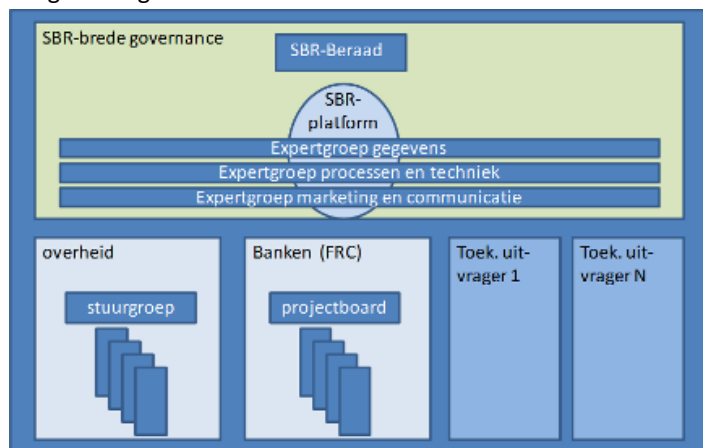 SBR-brede governance
SBR-Beraad
SBR-
platform
Expertgroep gegevens
Expertgroep processen en techniek
Expertgroep marketing en communicatie
overheid
stuurgroep
Banken (FRC)
projectboard
Toek. uit-
vrager 1
Toek. uit-
vrager N